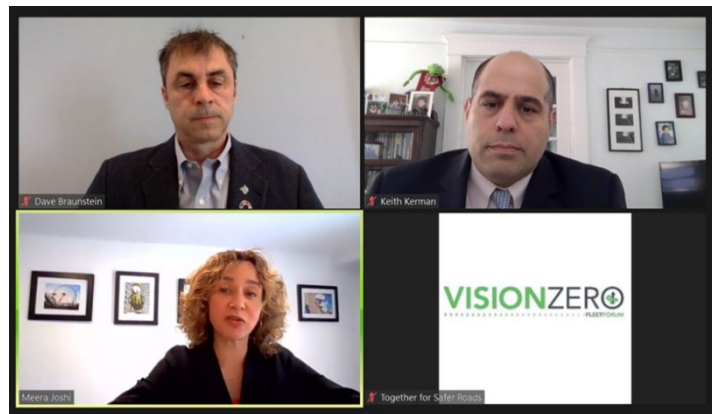 Dave Braunstein
Keith Kerman
Meera Joshi
VISIONZERO
FLEETFORUM
Together for Safer Roads